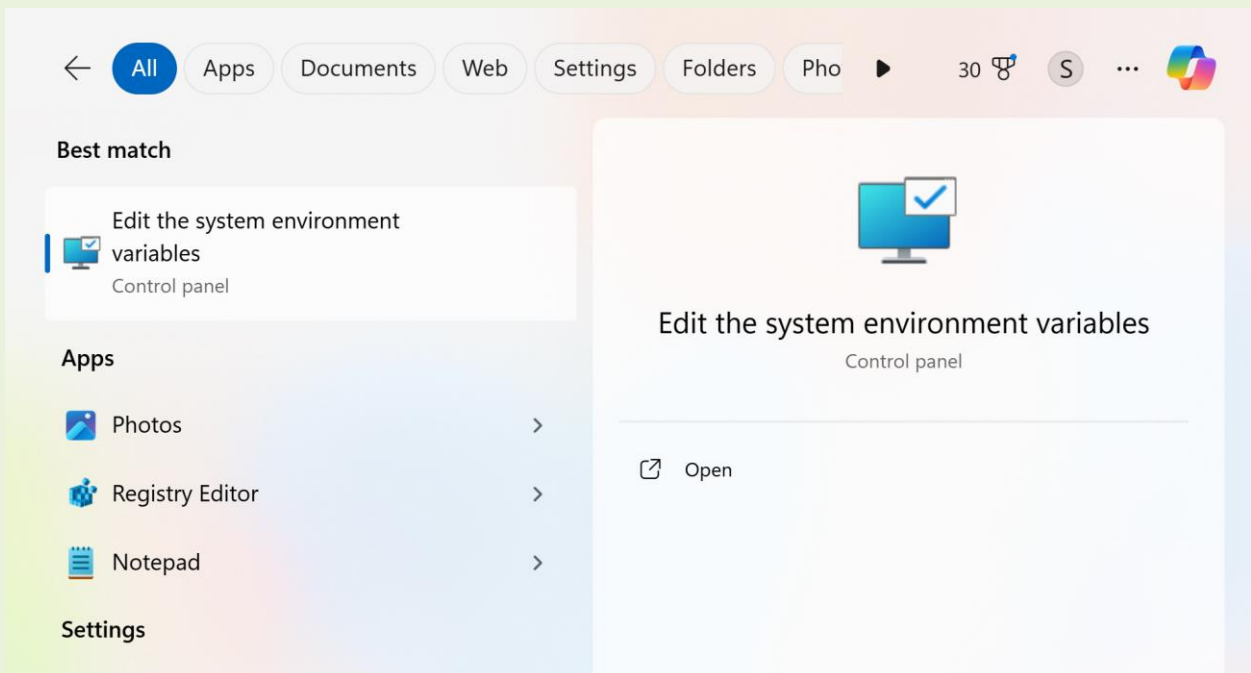 All Apps Documents Web Settings Folders Pho 30 S ...
Best match
Edit the system environment
variables
Control panel
Apps
Photos
Registry Editor
Notepad
Settings
Edit the system environment variables
Control panel
Open